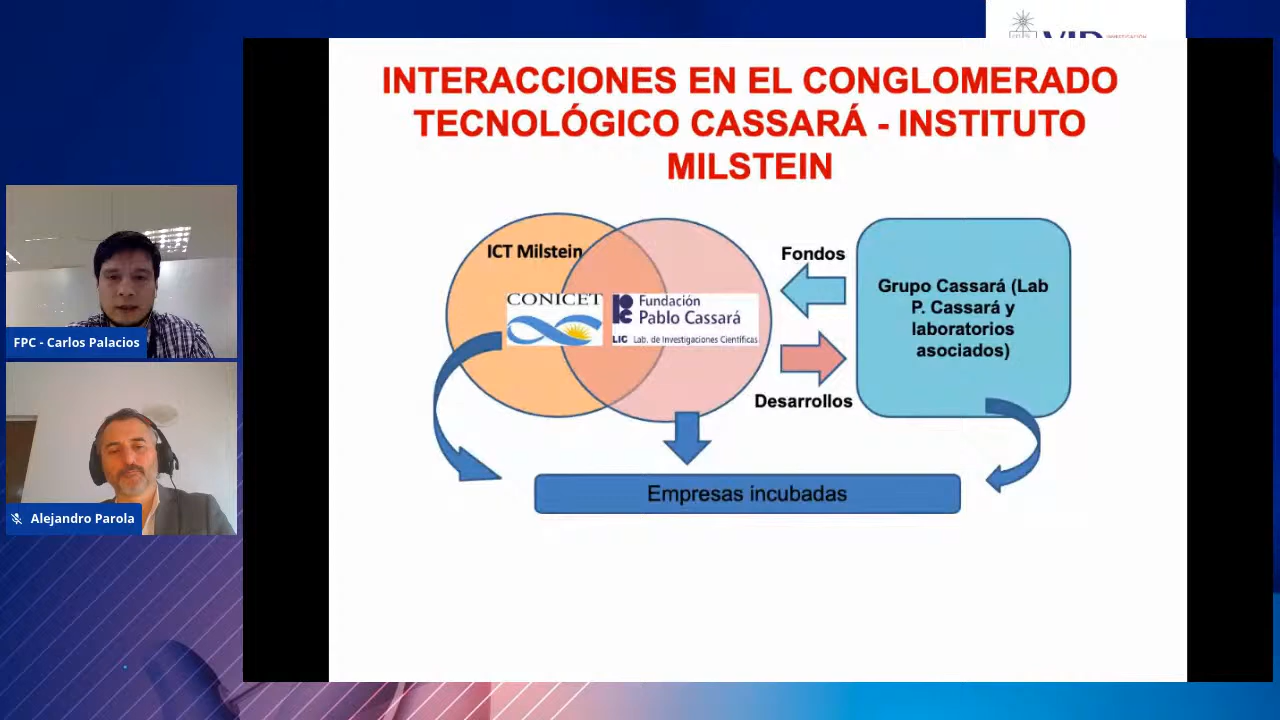 INTERACCIONES EN EL CONGLOMERADO
TECNOLÓGICO CASSARÁ - INSTITUTO
MILSTEIN
ICT Milstein
CONICET
Fundación
Pablo Cassará
LIC Lab. de Investigaciones Científicas
Fondos
Desarrollos
Grupo Cassará (Lab
P. Cassará y
laboratorios
asociados)
Empresas incubadas
FPC - Carlos Palacios
Alejandro Parola